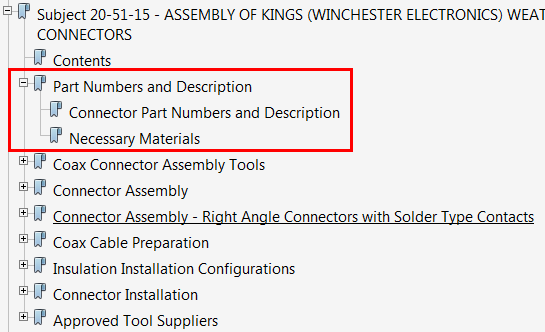 Subject 20-51-15 - ASSEMBLY OF KINGS (WINCHESTER ELECTRONICS) WEAT
CONNECTORS
Contents
Part Numbers and Description
Connector Part Numbers and Description
Necessary Materials
Coax Connector Assembly Tools
Connector Assembly
Connector Assembly - Right Angle Connectors with Solder Type Contacts
Coax Cable Preparation
Insulation Installation Configurations
Connector Installation
Approved Tool Suppliers